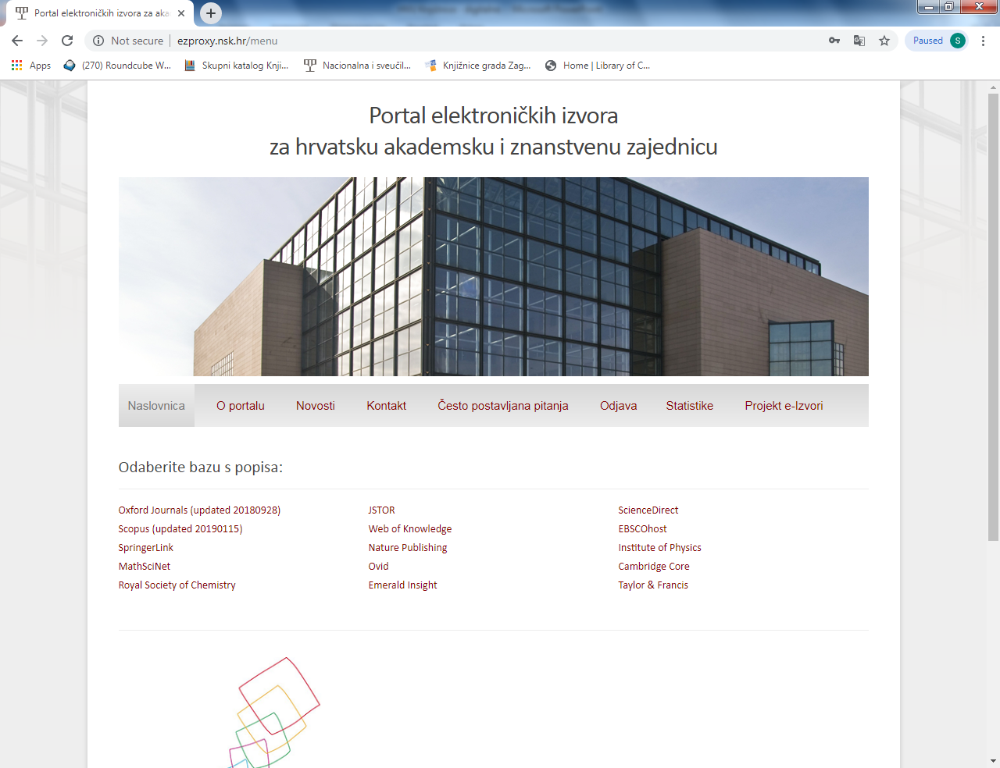 Portal elektroničkih izvora za aka
Not secure
ezproxy.nsk.hr/menu
Paused
S
Apps
(270) Roundcube W...
Skupni katalog Knji...
Nacionalna i sveučil...
Knjižnice grada Zag...
Home | Library of C...
Portal elektroničkih izvora
za hrvatsku akademsku i znanstvenu zajednicu
Naslovnica
O portalu
Novosti
Kontakt
Često postavljana pitanja
Odjava
Statistike
Projekt e-Izvori
Odaberite bazu s popisa:
Oxford Journals (updated 20180928)
Scopus (updated 20190115)
SpringerLink
MathSciNet
Royal Society of Chemistry
JSTOR
Web of Knowledge
Nature Publishing
Ovid
Emerald Insight
ScienceDirect
EBSCOhost
Institute of Physics
Cambridge Core
Taylor & Francis